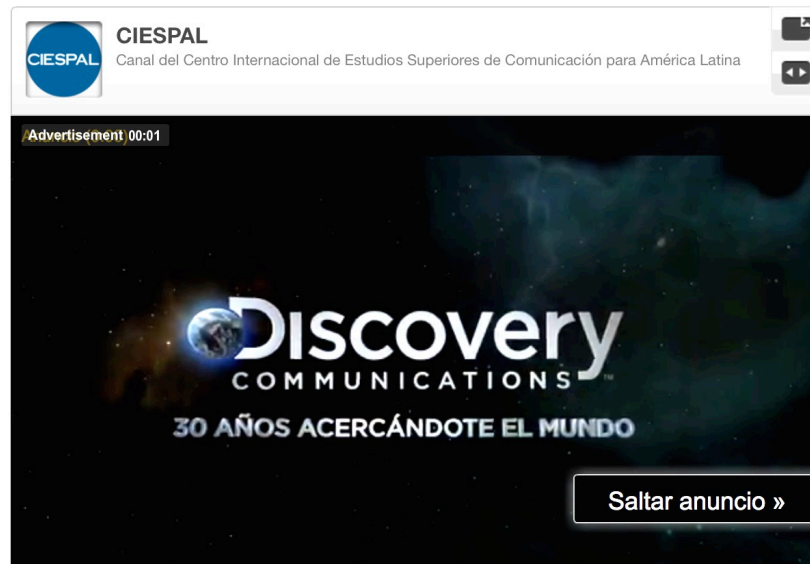 CIESPAL
CIESPAL
Canal del Centro Internacional de Estudios Superiores de Comunicación para América Latina
Advertisement 00:01
DISCOVERY
COMMUNICATIONS™
30 AÑOS ACERCÁNDOTE EL MUNDO
Saltar anuncio »